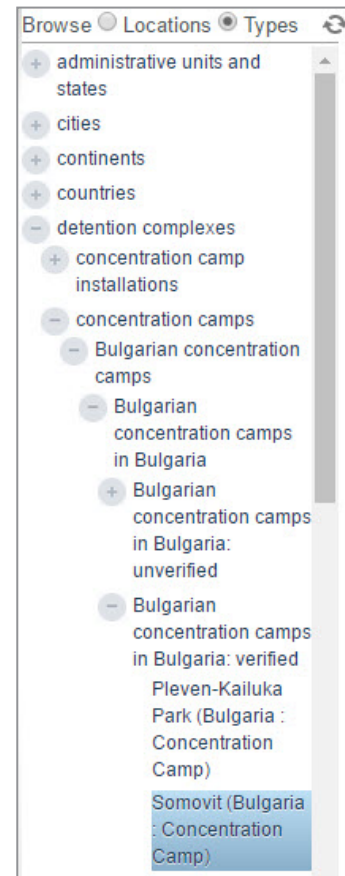 Browse Locations Types
administrative units and
states
cities
continents
countries
detention complexes
concentration camp
installations
concentration camps
Bulgarian concentration
camps
Bulgarian
concentration camps
in Bulgaria
Bulgarian
concentration camps
in Bulgaria:
unverified
Bulgarian
concentration camps
in Bulgaria: verified
Pleven-Kailuka
Park (Bulgaria :
Concentration
Camp)
Somovit (Bulgaria
: Concentration
Camp)